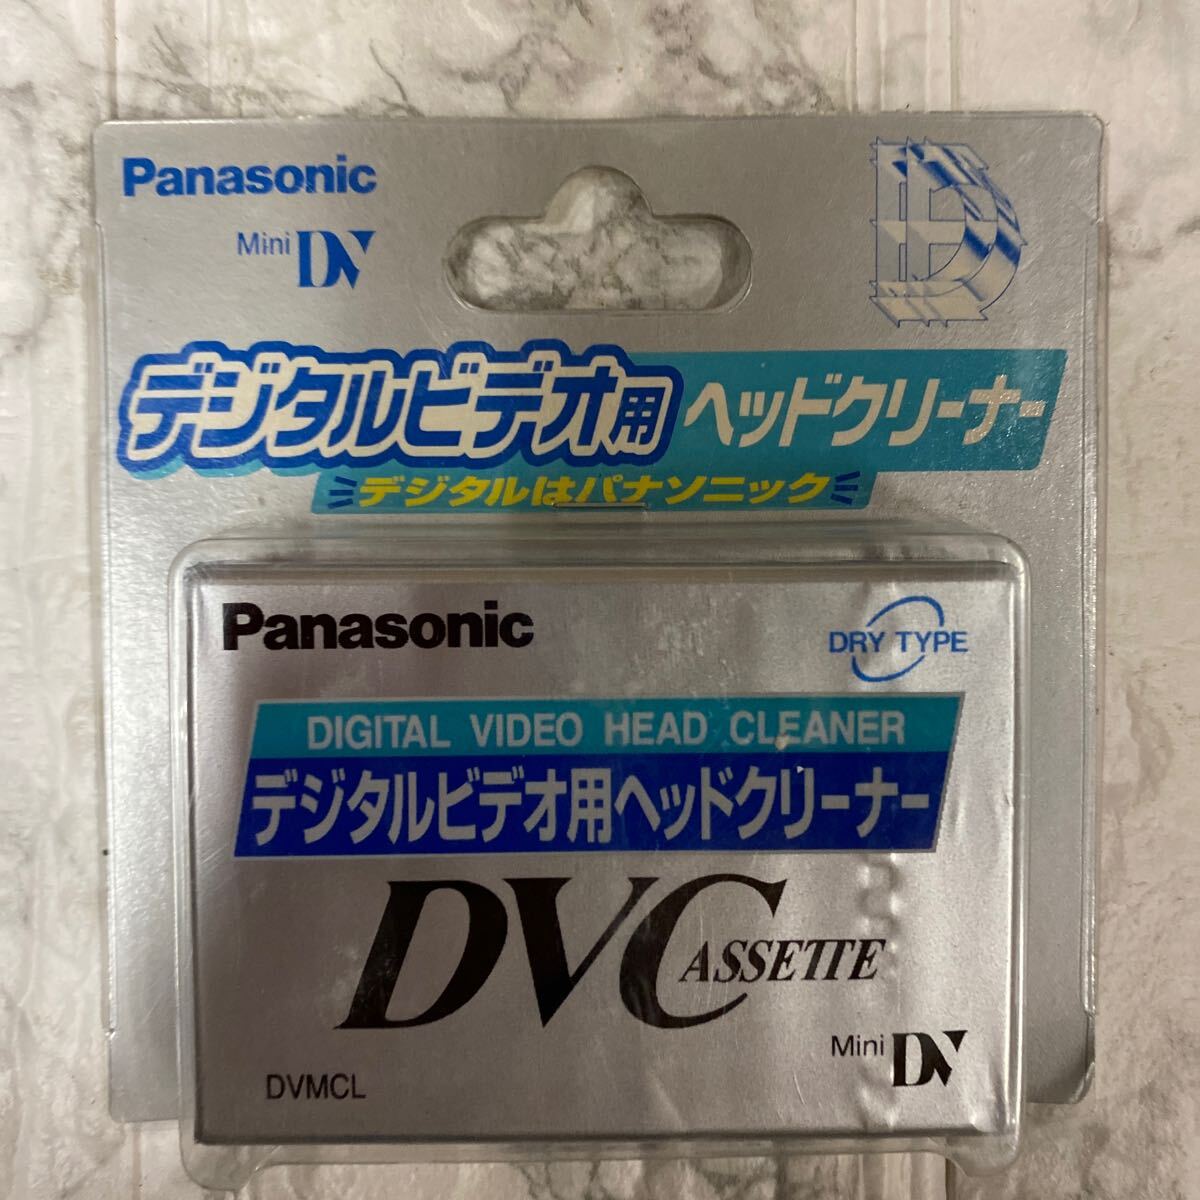 Panasonic
Mini DV
D
デジタルビデオ用ヘッドクリーナー
デジタルはパナソニック
Panasonic
DRY TYPE
DIGITAL VIDEO HEAD CLEANER
デジタルビデオ用ヘッドクリーナー
DVCASSETTE
Mini DV
DVMCL